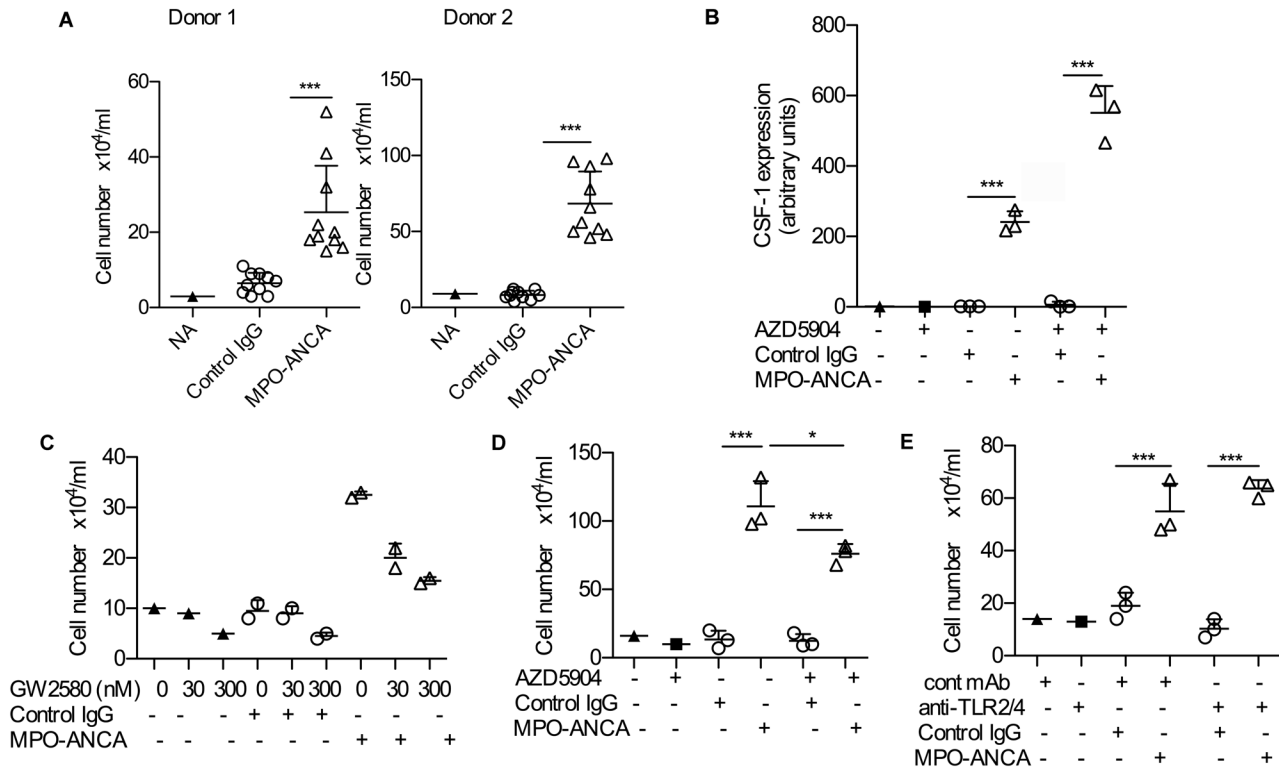 A
Donor 1
Donor 2
Cell number x10⁴/ml
60
40
20
0
***
NA
Control IgG
MPO-ANCA
Cell number x10⁴/ml
150
100
50
0
***
NA
Control IgG
MPO-ANCA
B
CSF-1 expression
(arbitrary units)
800
600
400
200
0
***
***
AZD5904 - + - - + +
Control IgG - - + - + -
MPO-ANCA - - - + - +
C
Cell number x10⁴/ml
40
30
20
10
0
GW2580 (nM) 0 30 300 0 30 300 0 30 300
Control IgG - - - + + + - - -
MPO-ANCA - - - - - - + + +
D
Cell number x10⁴/ml
150
100
50
0
***
*
***
AZD5904 - + - - + +
Control IgG - - + - + -
MPO-ANCA - - - + - +
E
Cell number x10⁴/ml
80
60
40
20
0
***
***
cont mAb + - + + - -
anti-TLR2/4 - + - - + +
Control IgG - - + - + -
MPO-ANCA - - - + - +